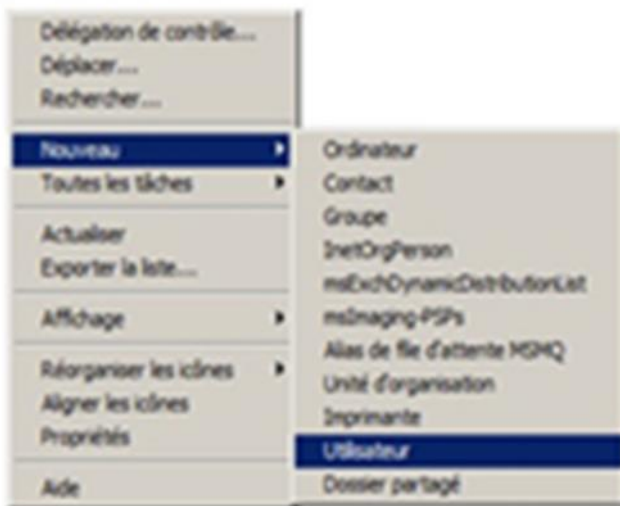 Délégation de contrôle...
Déplacer...
Rechercher...
Nouveau
Toutes les tâches
Actualiser
Exporter la liste...
Affichage
Réorganiser les icônes
Aligner les icônes
Propriétés
Aide
Ordinateur
Contact
Groupe
InetOrgPerson
msExchDynamicDistributionList
msImaging-PSPs
Alias de file d'attente MSMQ
Unité d'organisation
Imprimante
Utilisateur
Dossier partagé